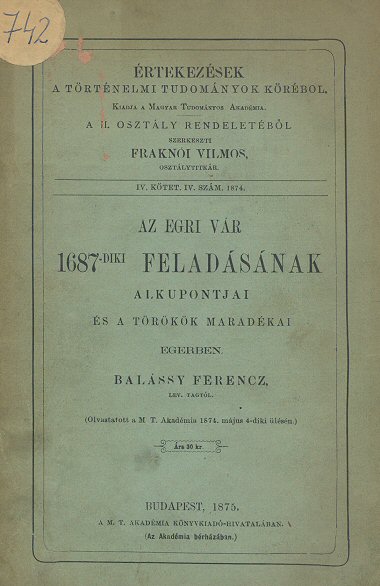 742
ÉRTEKEZÉSEK
A TÖRTÉNELMI TUDOMÁNYOK KÖRÉBŐL.
KIADJA A MAGYAR TUDOMÁNYOS AKADÉMIA.
A II. OSZTÁLY RENDELETÉBŐL
SZERKESZTI
FRAKNÓI VILMOS,
OSZTÁLYTITKÁR.
IV. KÖTET. IV. SZÁM. 1874.
AZ EGRI VÁR
1687-DIKI FELADÁSÁNAK
ALKUPONTJAI
ÉS A TÖRÖKÖK MARADÉKAI
EGERBEN.
BALÁSSY FERENCZ,
LEV. TAGTÓL.
(Olvastatott a M. T. Akadémia 1874. május 4-diki ülésén.)
Ára 30 kr.
BUDAPEST, 1875.
A M. T. AKADÉMIA KÖNYVKIADÓ-HIVATALÁBAN.
(Az Akadémia bérházában.)